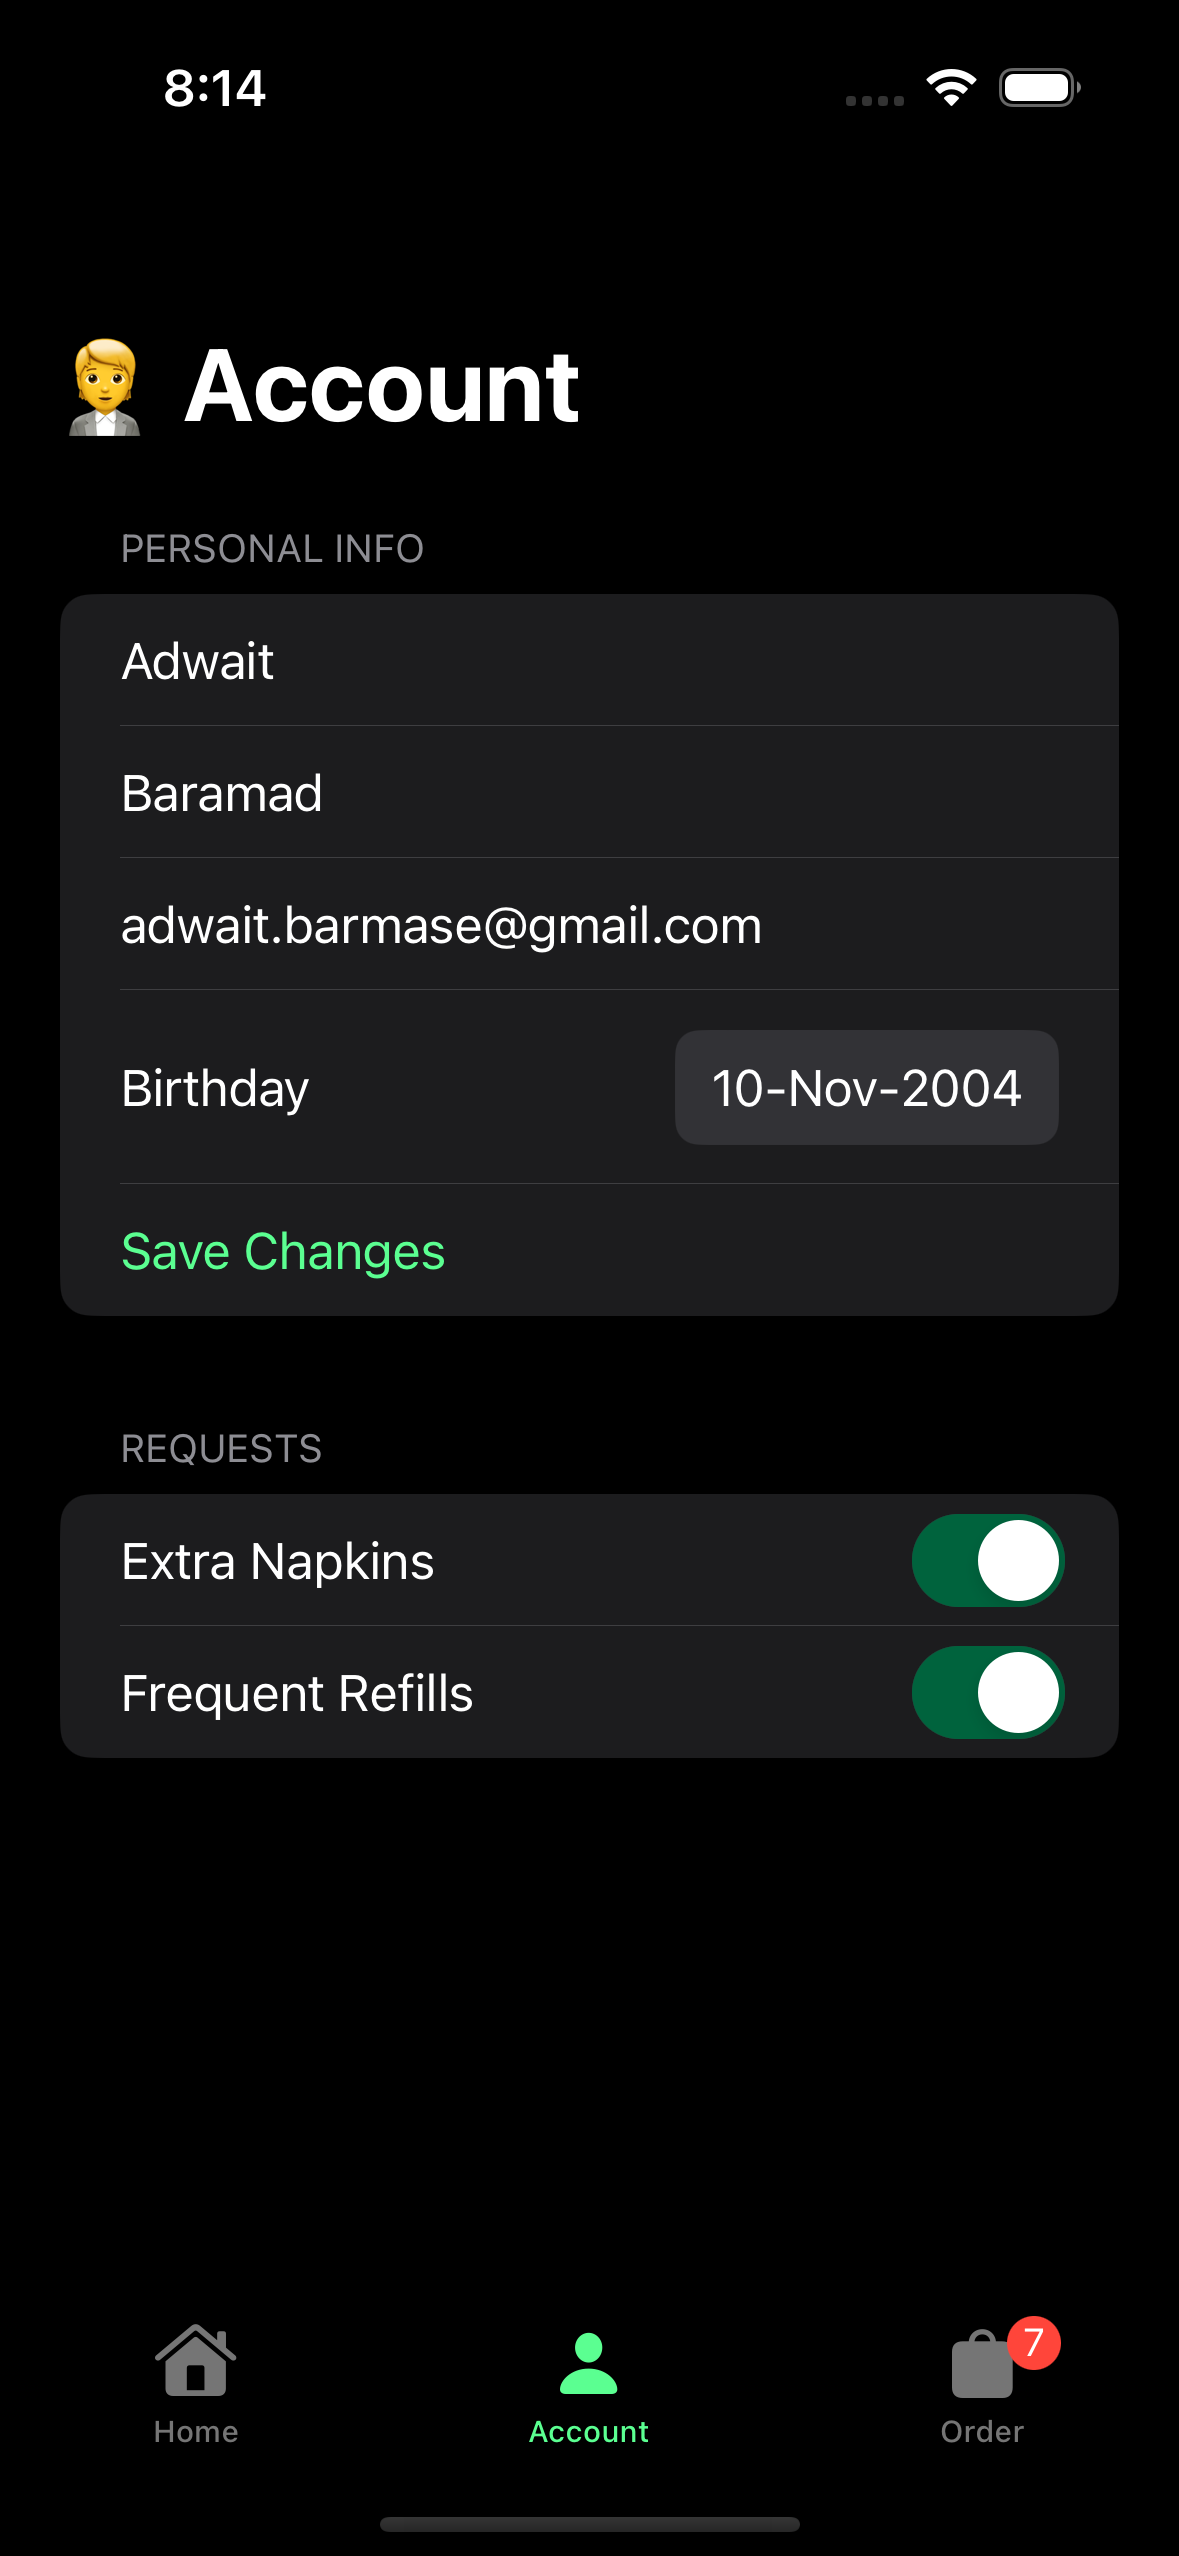 8:14
Account
PERSONAL INFO
Adwait
Baramad
adwait.barmase@gmail.com
Birthday 10-Nov-2004
Save Changes
REQUESTS
Extra Napkins
Frequent Refills
7
Home Account Order